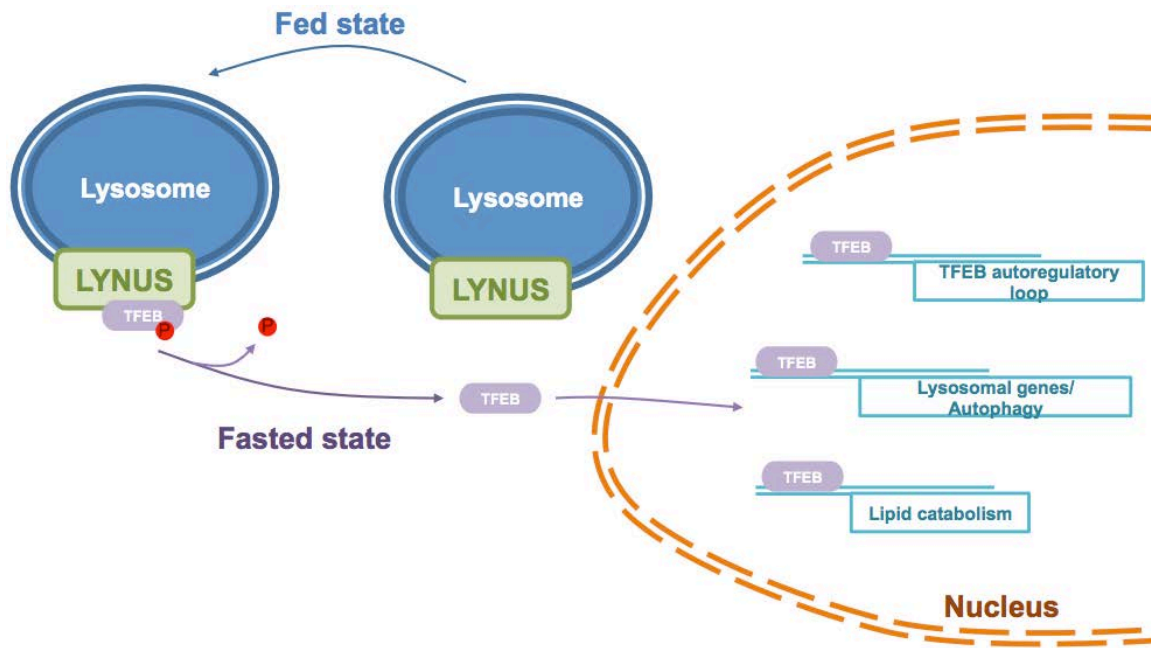 Fed state
Lysosome
Lysosome
LYNUS
LYNUS
TFEB
P
P
TFEB
Fasted state
TFEB
TFEB autoregulatory
loop
TFEB
Lysosomal genes/
Autophagy
TFEB
Lipid catabolism
Nucleus